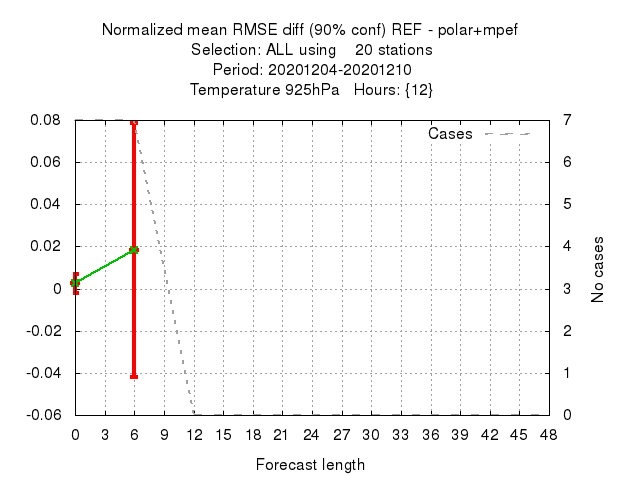 Normalized mean RMSE diff (90% conf) REF - polar+mpef
Selection: ALL using    20 stations
Period: 20201204-20201210
Temperature 925hPa   Hours: {12}
Cases
0.08
0.06
0.04
0.02
0
-0.02
-0.04
-0.06
7
6
5
4
3
2
1
0
No cases
0 3 6 9 12 15 18 21 24 27 30 33 36 39 42 45 48
Forecast length